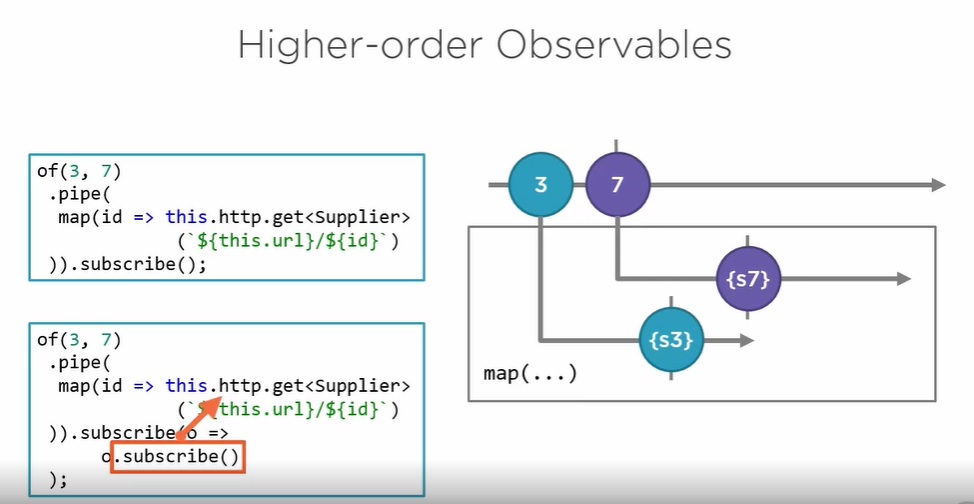 Higher-order Observables
of(3, 7)
.pipe(
map(id => this.http.get<Supplier>
(`${this.url}/${id}`)
)).subscribe();
of(3, 7)
.pipe(
map(id => this.http.get<Supplier>
(`${this.url}/${id}`)
)).subscribe(o =>
o.subscribe()
);
3
7
{s7}
{s3}
map(...)